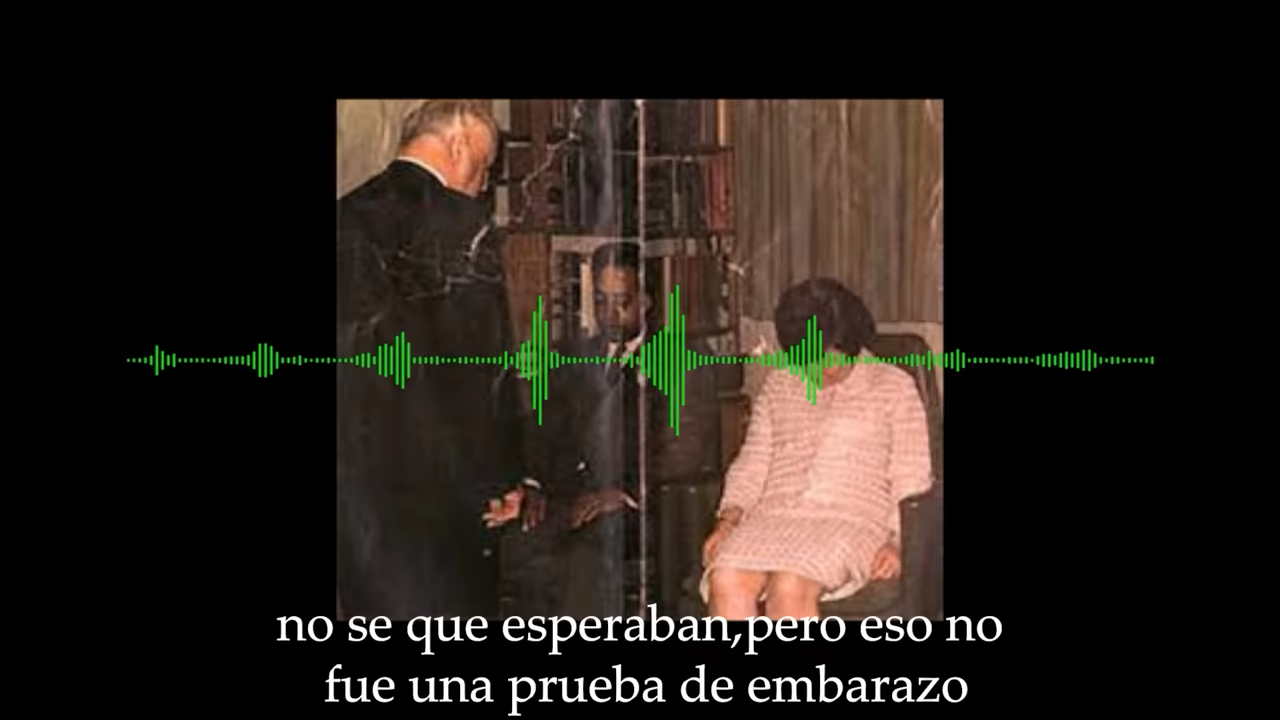 no se que esperaban,pero eso no
fue una prueba de embarazo